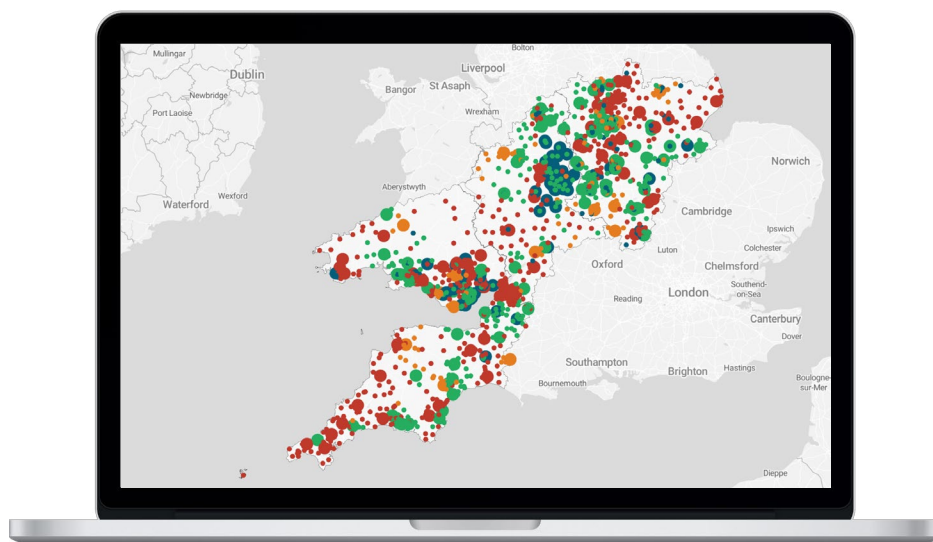 Bolton
Mullingar
Liverpool
Dublin
St Asaph
Bangor
Newbridge
Wrexham
Port Laoise
Norwich
Aberystwyth
Wexford
Waterford
Cambridge
Ipswich
Luton
Colchester
Oxford
Chelmsford
Southend-
on-Sea
London
Reading
Canterbury
Dover
Southampton
Hastings
Brighton
Boulogne-
sur-Mer
Bournemouth
Dieppe